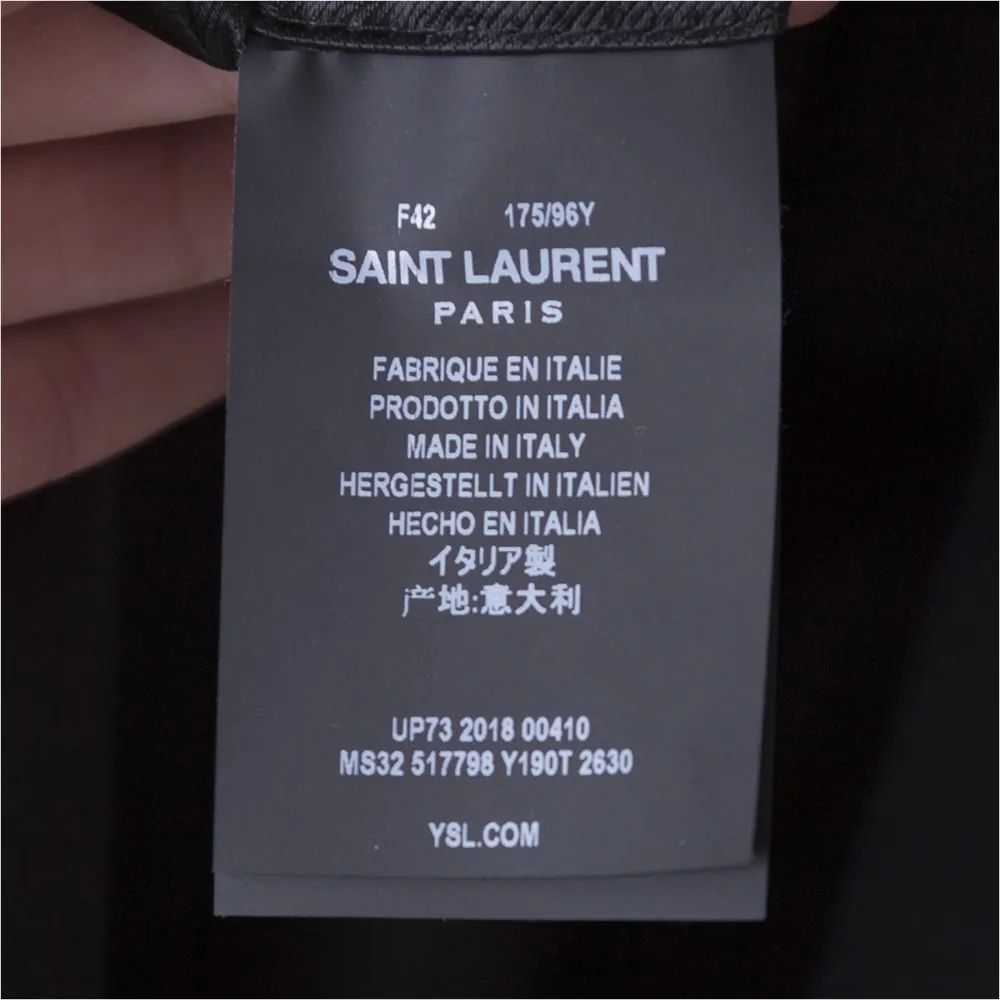 F42 175/96Y
SAINT LAURENT
PARIS
FABRIQUE EN ITALIE
PRODOTTO IN ITALIA
MADE IN ITALY
HERGESTELLT IN ITALIEN
HECHO EN ITALIA
イタリア製
产地:意大利
UP73 2018 00410
MS32 517798 Y190T 2630
YSL.COM